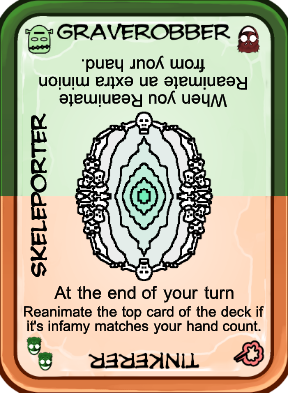 GRAVEROBBER
When you Reanimate
Reanimate an extra minion
from your hand.
SKELEPORTER
At the end of your turn
Reanimate the top card of the deck if
it's infamy matches your hand count.
TINKERER